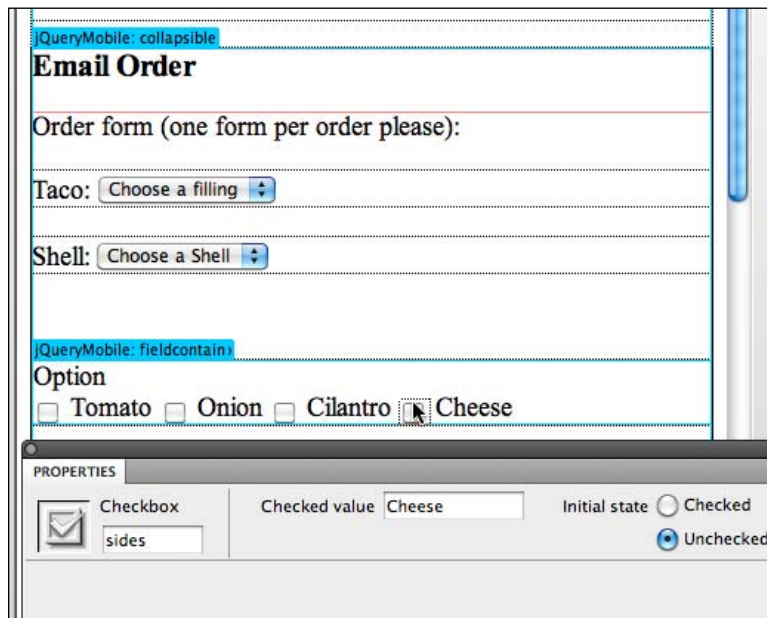 jQueryMobile: collapsible
Email Order
Order form (one form per order please):
Taco: Choose a filling
Shell: Choose a Shell
jQueryMobile: fieldcontain
Option
Tomato Onion Cilantro Cheese
PROPERTIES
Checkbox Checked value Cheese Initial state Checked
sides Unchecked